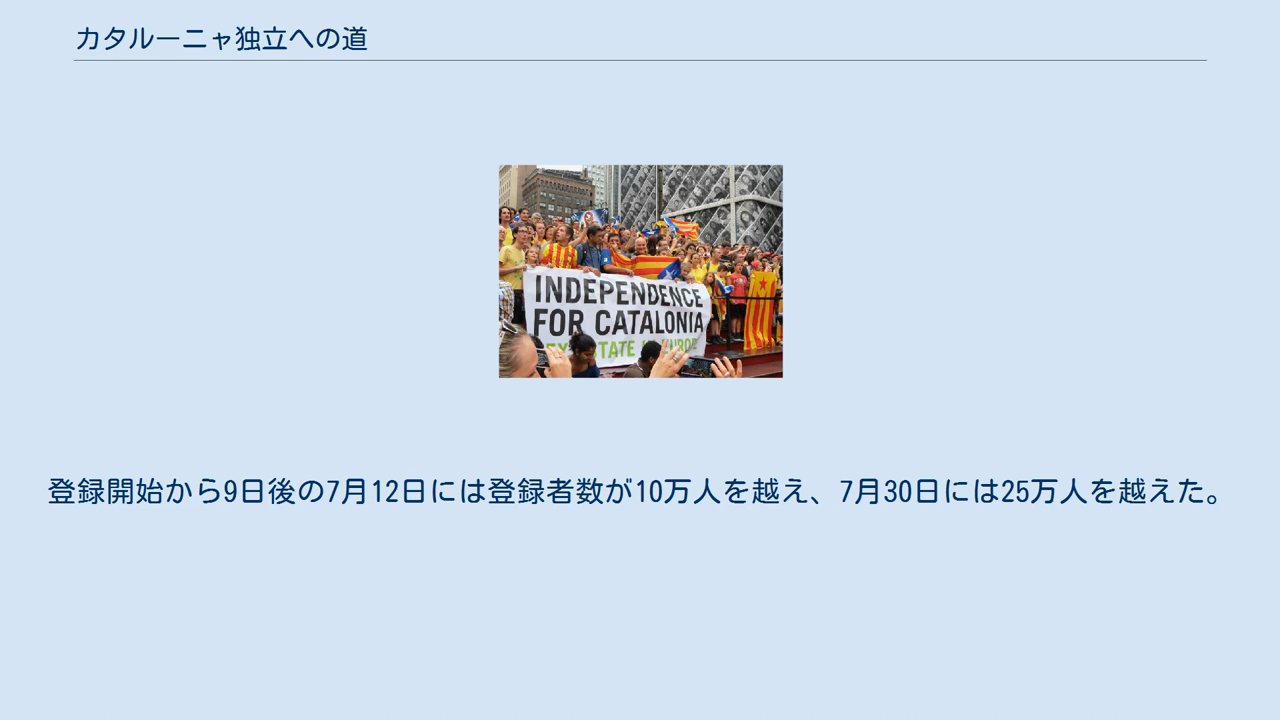 カタルーニャ独立への道
INDEPENDENCE
FOR CATALONIA
STATE
登録開始から9日後の7月12日には登録者数が10万人を越え、7月30日には25万人を越えた。